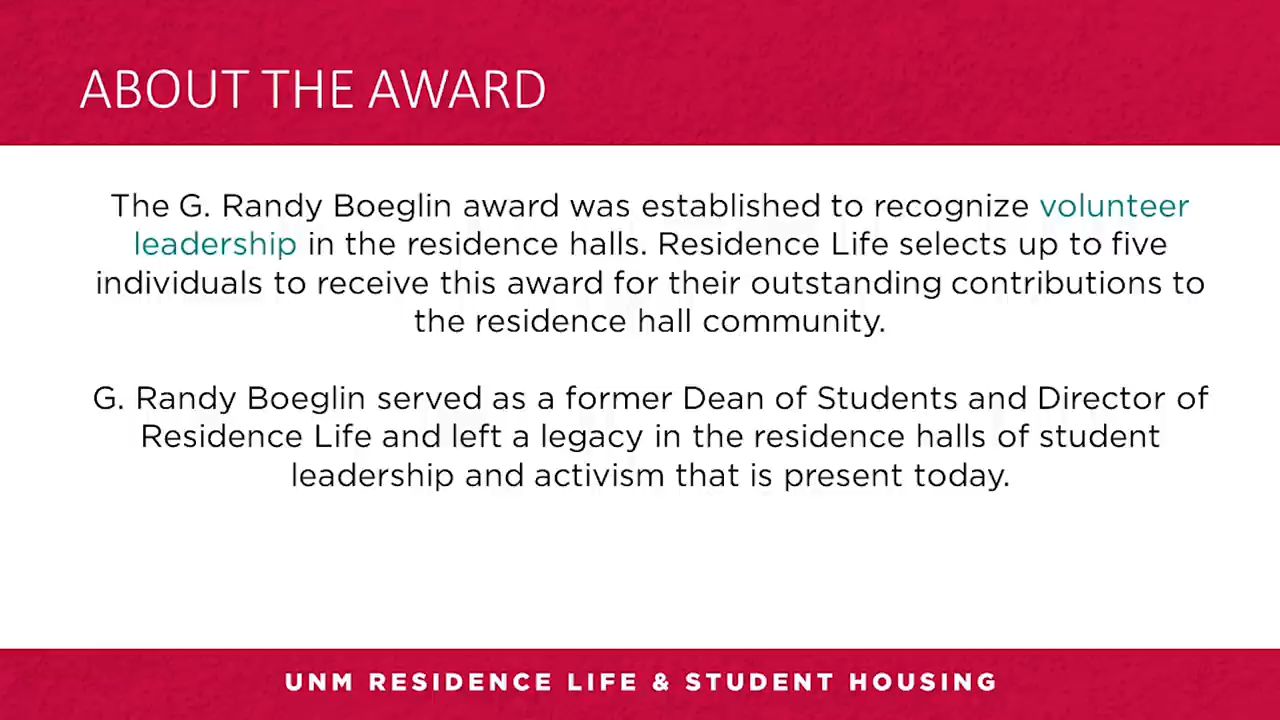 ABOUT THE AWARD
The G. Randy Boeglin award was established to recognize volunteer
leadership in the residence halls. Residence Life selects up to five
individuals to receive this award for their outstanding contributions to
the residence hall community.
G. Randy Boeglin served as a former Dean of Students and Director of
Residence Life and left a legacy in the residence halls of student
leadership and activism that is present today.
UNM RESIDENCE LIFE & STUDENT HOUSING